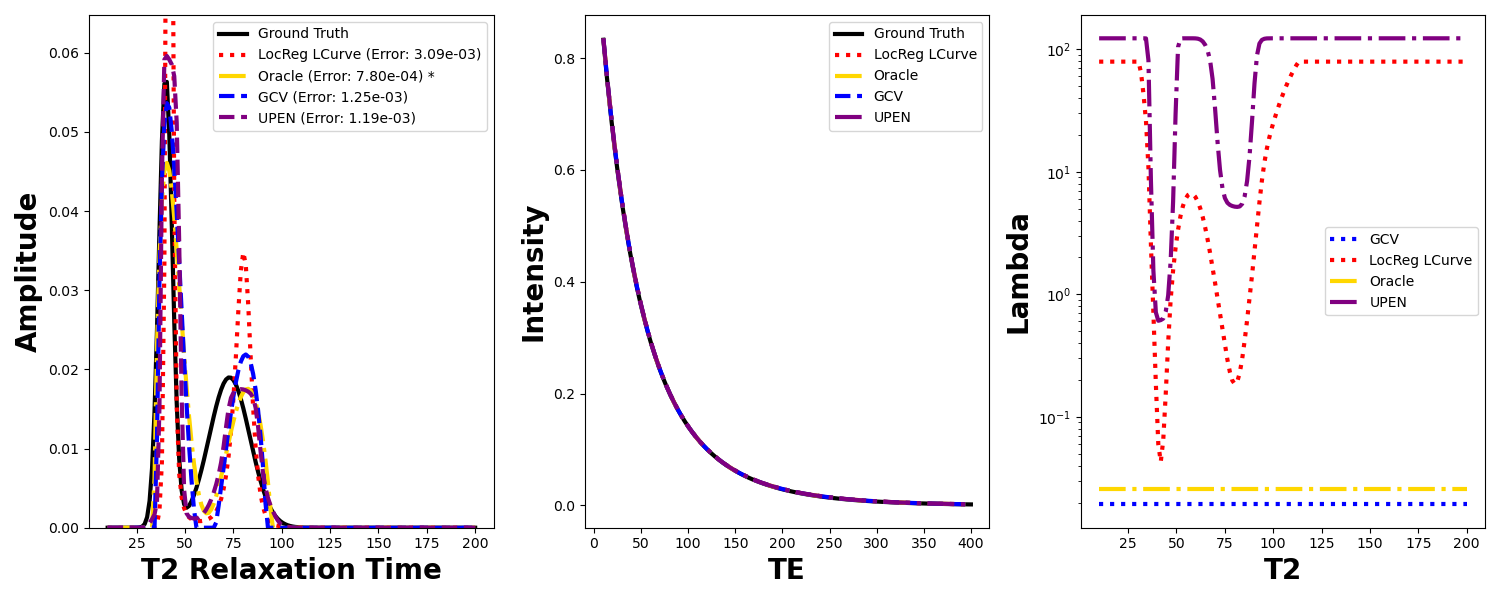 Amplitude
0.06
0.05
0.04
0.03
0.02
0.01
0.00
25 50 75 100 125 150 175 200
T2 Relaxation Time
Ground Truth
LocReg LCurve (Error: 3.09e-03)
Oracle (Error: 7.80e-04) *
GCV (Error: 1.25e-03)
UPEN (Error: 1.19e-03)
Intensity
0.8
0.6
0.4
0.2
0.0
0 50 100 150 200 250 300 350 400
TE
Ground Truth
LocReg LCurve
Oracle
GCV
UPEN
Lambda
10²
10¹
10⁰
10⁻¹
25 50 75 100 125 150 175 200
T2
GCV
LocReg LCurve
Oracle
UPEN